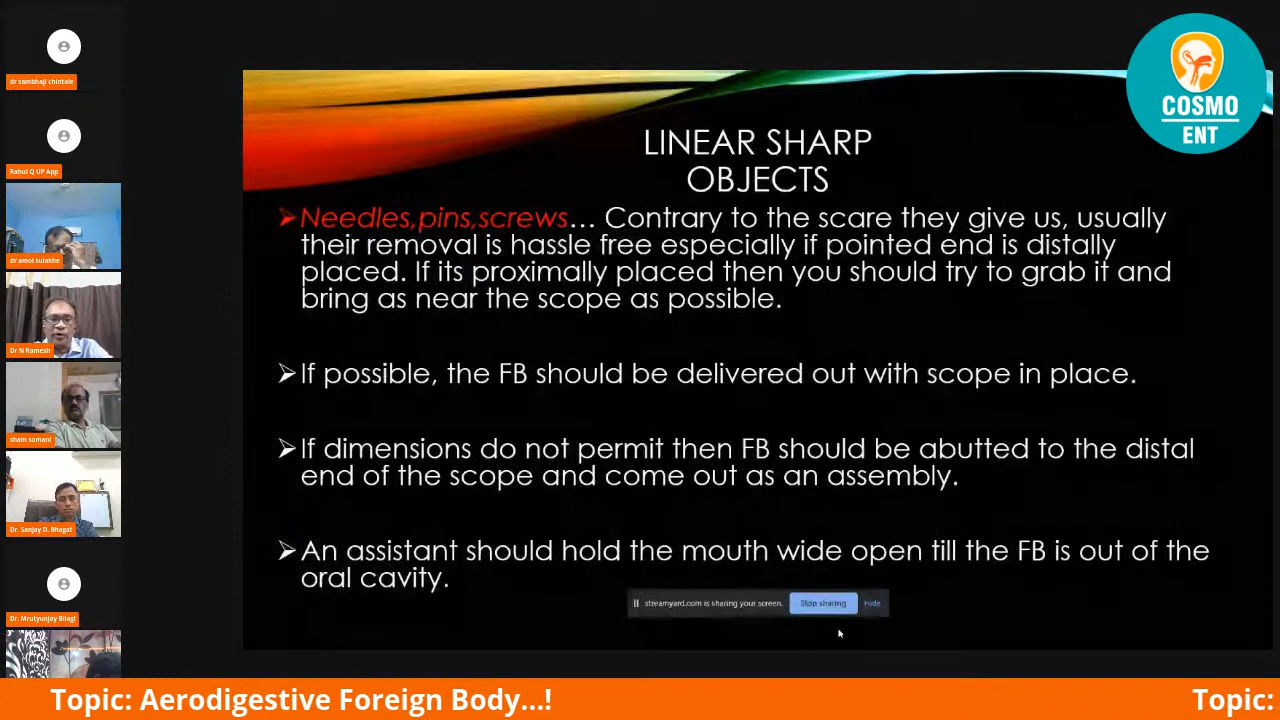 dr sambhaji chintale
Rahul Q UP App
dr amol sulakhe
Dr N Ramesh
sham somani
Dr. Sanjay D. Bhagat
Dr. Mrutyunjay Bilagi
COSMO
ENT
LINEAR SHARP
OBJECTS
Needles,pins,screws... Contrary to the scare they give us, usually
their removal is hassle free especially if pointed end is distally
placed. If its proximally placed then you should try to grab it and
bring as near the scope as possible.
If possible, the FB should be delivered out with scope in place.
If dimensions do not permit then FB should be abutted to the distal
end of the scope and come out as an assembly.
An assistant should hold the mouth wide open till the FB is out of the
oral cavity.
streamyard.com is sharing your screen. Stop sharing Hide
Topic: Aerodigestive Foreign Body...! Topic: